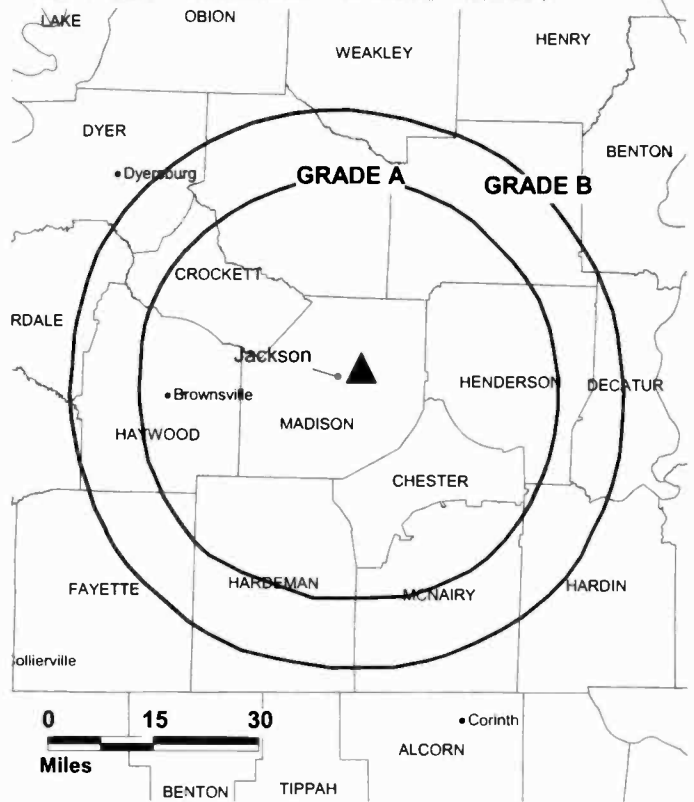 LAKE
OBION
HENRY
WEAKLEY
DYER
BENTON
Dyersburg
GRADE A
GRADE B
CROCKETT
RDALE
Jackson
HENDERSON
DECATUR
Brownsville
MADISON
HAYWOOD
CHESTER
FAYETTE
HARDEMAN
MCNAIRY
HARDIN
ollierville
0 15 30
Miles
Corinth
ALCORN
BENTON
TIPPAH